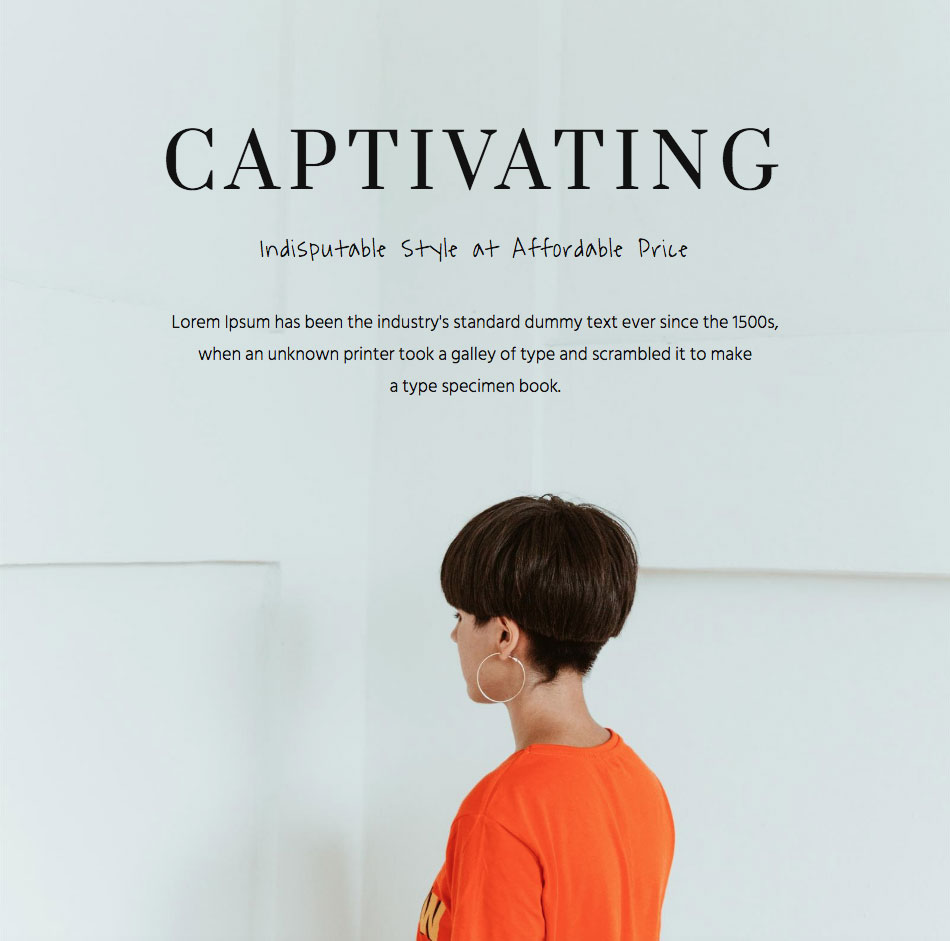 CAPTIVATING
Indisputable Style at Affordable Price
Lorem Ipsum has been the industry's standard dummy text ever since the 1500s,
when an unknown printer took a galley of type and scrambled it to make
a type specimen book.